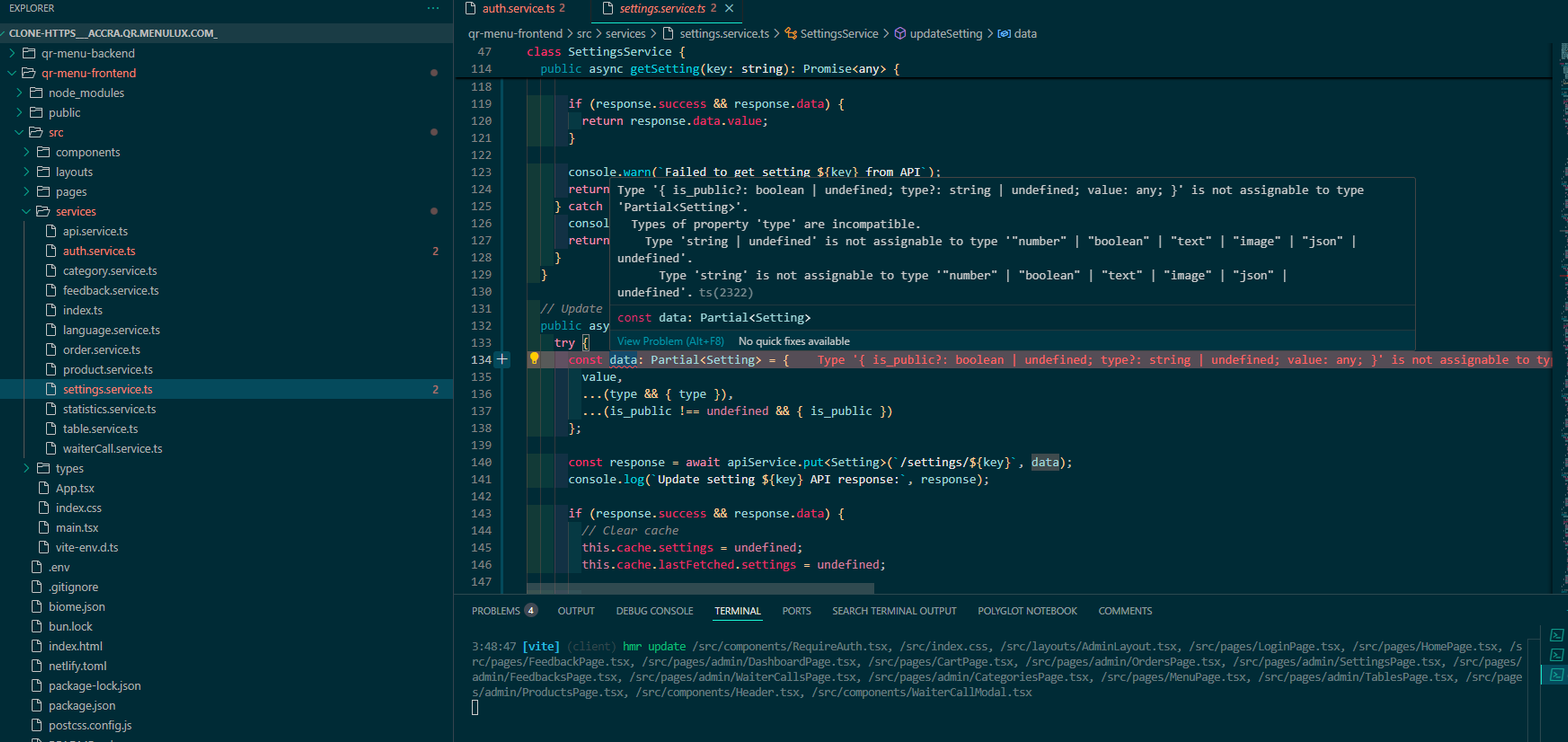 EXPLORER
CLONE-HTTPS__ACCRA.QR.MENULUX.COM_
qr-menu-backend
qr-menu-frontend
node_modules
public
src
components
layouts
pages
services
api.service.ts
auth.service.ts 2
category.service.ts
feedback.service.ts
index.ts
language.service.ts
order.service.ts
product.service.ts
settings.service.ts 2
statistics.service.ts
table.service.ts
waiterCall.service.ts
types
App.tsx
index.css
main.tsx
vite-env.d.ts
.env
.gitignore
biome.json
bun.lock
index.html
netlify.toml
package-lock.json
package.json
postcss.config.js
auth.service.ts 2
settings.service.ts 2
qr-menu-frontend > src > services > settings.service.ts > SettingsService > updateSetting > data
47 class SettingsService {
114 public async getSetting(key: string): Promise<any> {
118
119 if (response.success && response.data) {
120 return response.data.value;
121 }
122
123 console.warn(`Failed to get setting ${key} from API`);
124 return
125 } catch
126 consol
127 return
128 }
129 }
130
131 // Update
132 public asy
133 try {
134 const data: Partial<Setting> = { Type '{ is_public?: boolean | undefined; type?: string | undefined; value: any; }' is not assignable to ty
135 value,
136 ...(type && { type }),
137 ...(is_public !== undefined && { is_public })
138 };
139
140 const response = await apiService.put<Setting>(`/settings/${key}`, data);
141 console.log(`Update setting ${key} API response:`, response);
142
143 if (response.success && response.data) {
144 // Clear cache
145 this.cache.settings = undefined;
146 this.cache.lastFetched.settings = undefined;
147
Type '{ is_public?: boolean | undefined; type?: string | undefined; value: any; }' is not assignable to type
'Partial<Setting>'.
Types of property 'type' are incompatible.
Type 'string | undefined' is not assignable to type '"number" | "boolean" | "text" | "image" | "json" |
undefined'.
Type 'string' is not assignable to type '"number" | "boolean" | "text" | "image" | "json" |
undefined'. ts(2322)
const data: Partial<Setting>
View Problem (Alt+F8) No quick fixes available
PROBLEMS 4 OUTPUT DEBUG CONSOLE TERMINAL PORTS SEARCH TERMINAL OUTPUT POLYGLOT NOTEBOOK COMMENTS
3:48:47 [vite] (client) hmr update /src/components/RequireAuth.tsx, /src/index.css, /src/layouts/AdminLayout.tsx, /src/pages/LoginPage.tsx, /src/pages/HomePage.tsx, /s
rc/pages/FeedbackPage.tsx, /src/pages/admin/DashboardPage.tsx, /src/pages/CartPage.tsx, /src/pages/admin/OrdersPage.tsx, /src/pages/admin/SettingsPage.tsx, /src/pages/
admin/FeedbacksPage.tsx, /src/pages/admin/WaiterCallsPage.tsx, /src/pages/admin/CategoriesPage.tsx, /src/pages/MenuPage.tsx, /src/pages/admin/TablesPage.tsx, /src/page
s/admin/ProductsPage.tsx, /src/components/Header.tsx, /src/components/WaiterCallModal.tsx